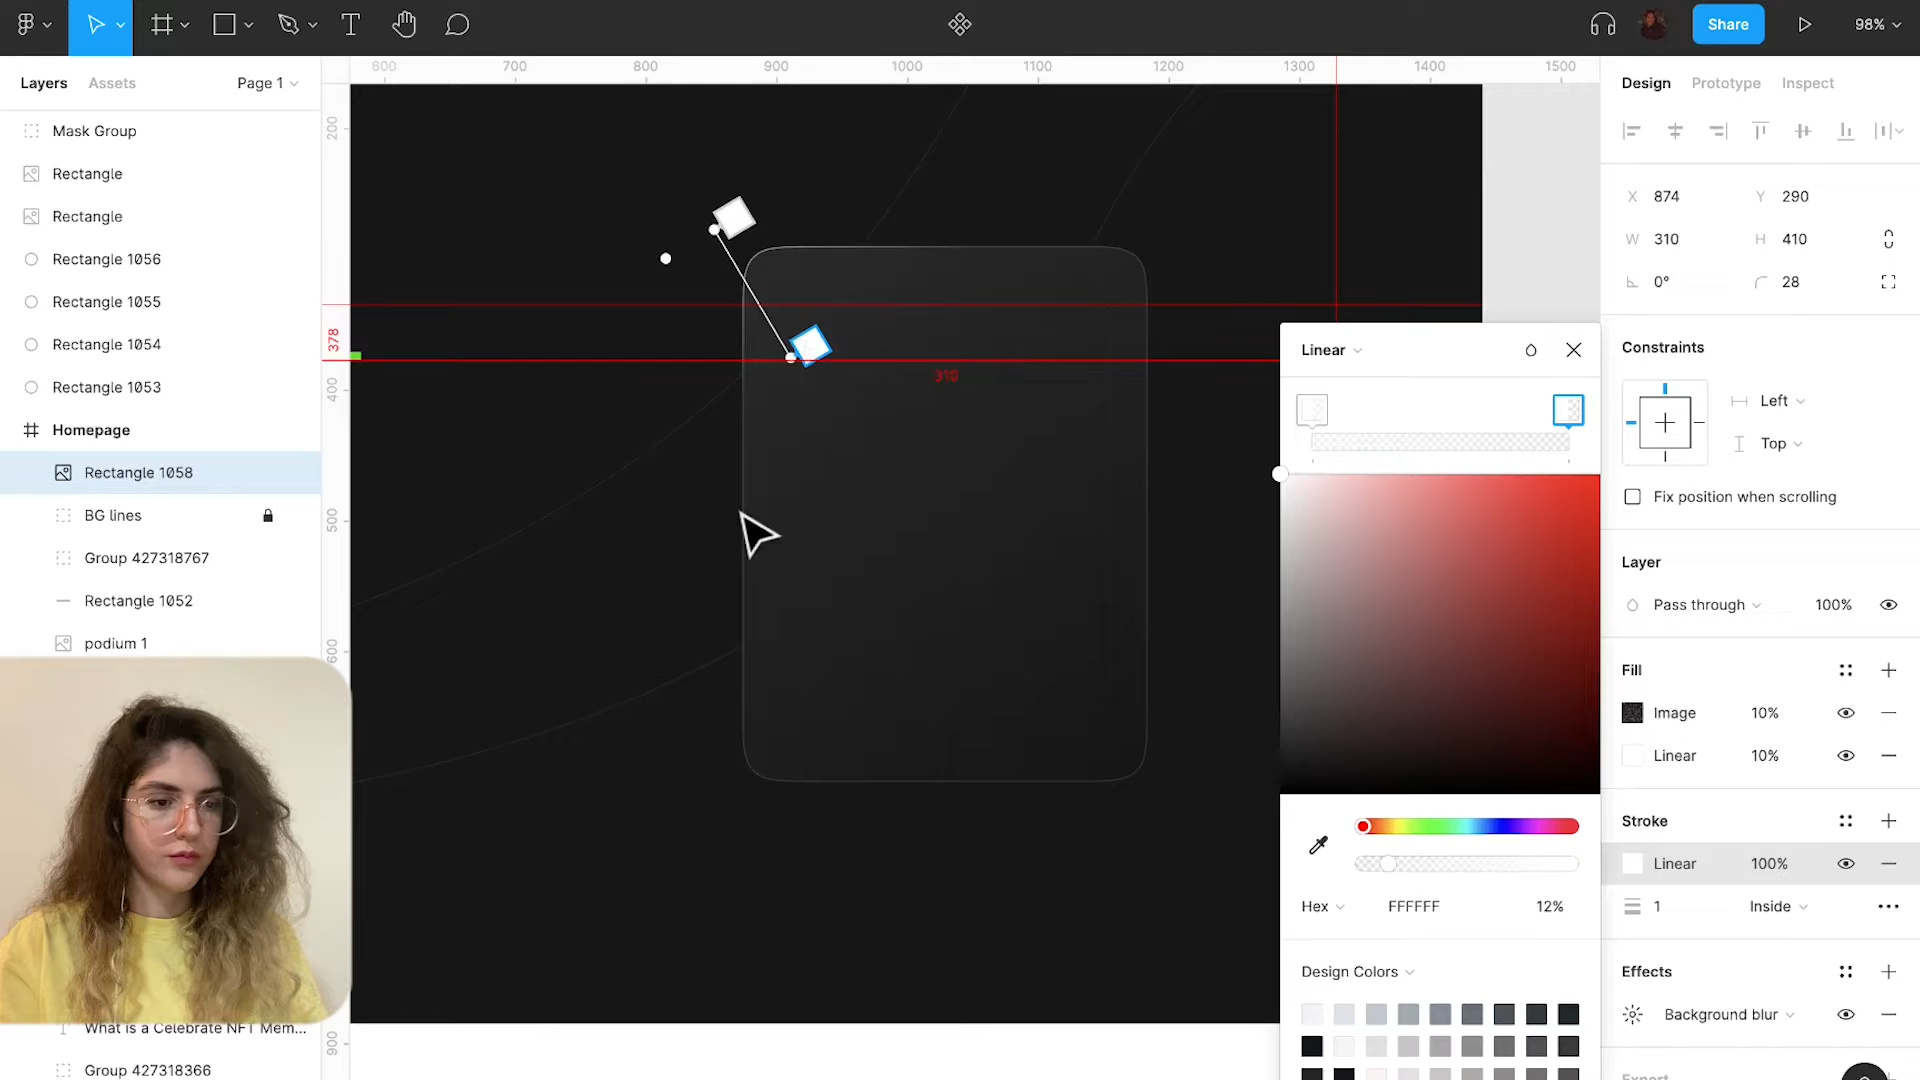 Share
98%
Layers
Assets
Page 1
600
700
800
900
1000
1100
1200
1300
1400
1500
Design
Prototype
Inspect
Mask Group
Rectangle
Rectangle
Rectangle 1056
Rectangle 1055
Rectangle 1054
Rectangle 1053
Homepage
Rectangle 1058
BG lines
Group 427318767
Rectangle 1052
podium 1
What is a Celebrate NFT Mem...
Group 427318366
200
378
400
500
600
900
310
Linear
Hex
FFFFFF
12%
Design Colors
X
874
Y
290
W
310
H
410
0°
28
Constraints
Left
Top
Fix position when scrolling
Layer
Pass through
100%
Fill
Image
10%
Linear
10%
Stroke
Linear
100%
1
Inside
Effects
Background blur
Export